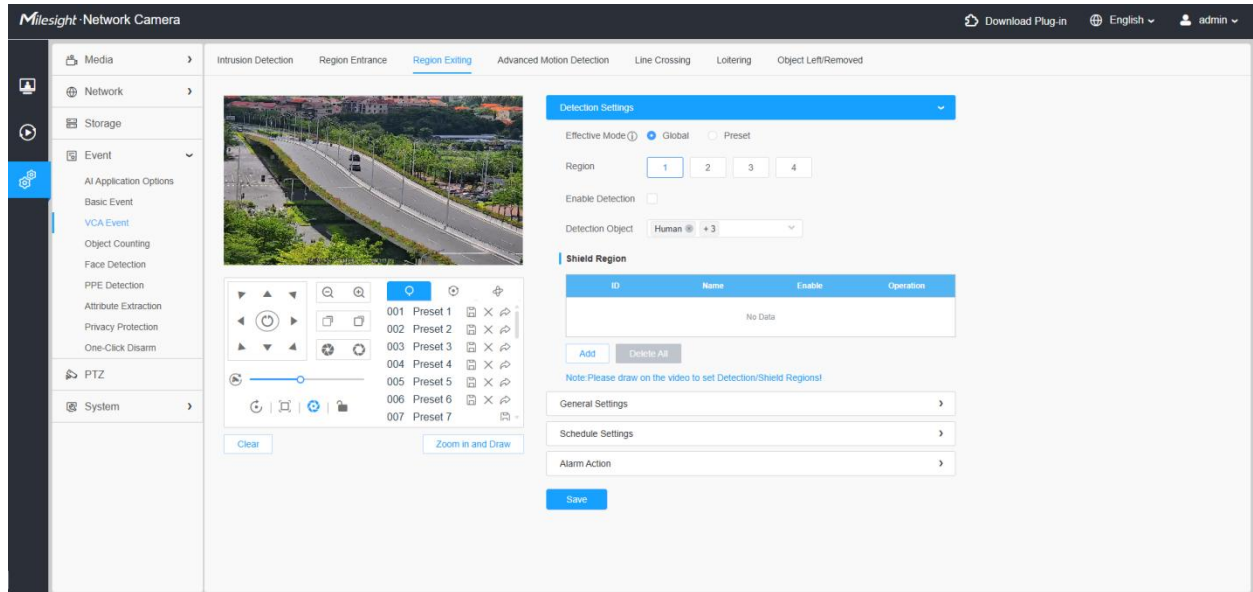 Milesight·Network Camera
Download Plug-in
English
admin
Media
Network
Storage
Event
AI Application Options
Basic Event
VCA Event
Object Counting
Face Detection
PPE Detection
Attribute Extraction
Privacy Protection
One-Click Disarm
PTZ
System
Intrusion Detection Region Entrance Region Exiting Advanced Motion Detection Line Crossing Loitering Object Left/Removed
001 Preset 1
002 Preset 2
003 Preset 3
004 Preset 4
005 Preset 5
006 Preset 6
007 Preset 7
Clear
Zoom in and Draw
Detection Settings
Effective Mode Global Preset
Region 1 2 3 4
Enable Detection
Detection Object Human + 3
Shield Region
ID Name Enable Operation
No Data
Add Delete All
Note:Please draw on the video to set Detection/Shield Regions!
General Settings
Schedule Settings
Alarm Action
Save